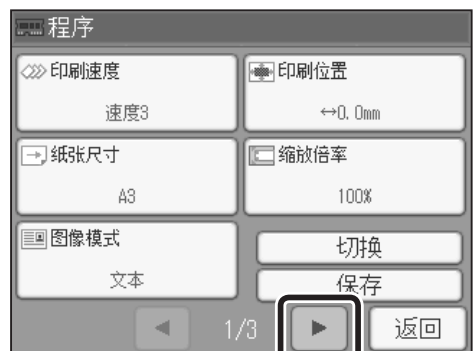 程序
印刷速度
速度3
印刷位置
↔0.0mm
纸张尺寸
A3
缩放倍率
100%
图像模式
文本
切换
保存
1/3
返回